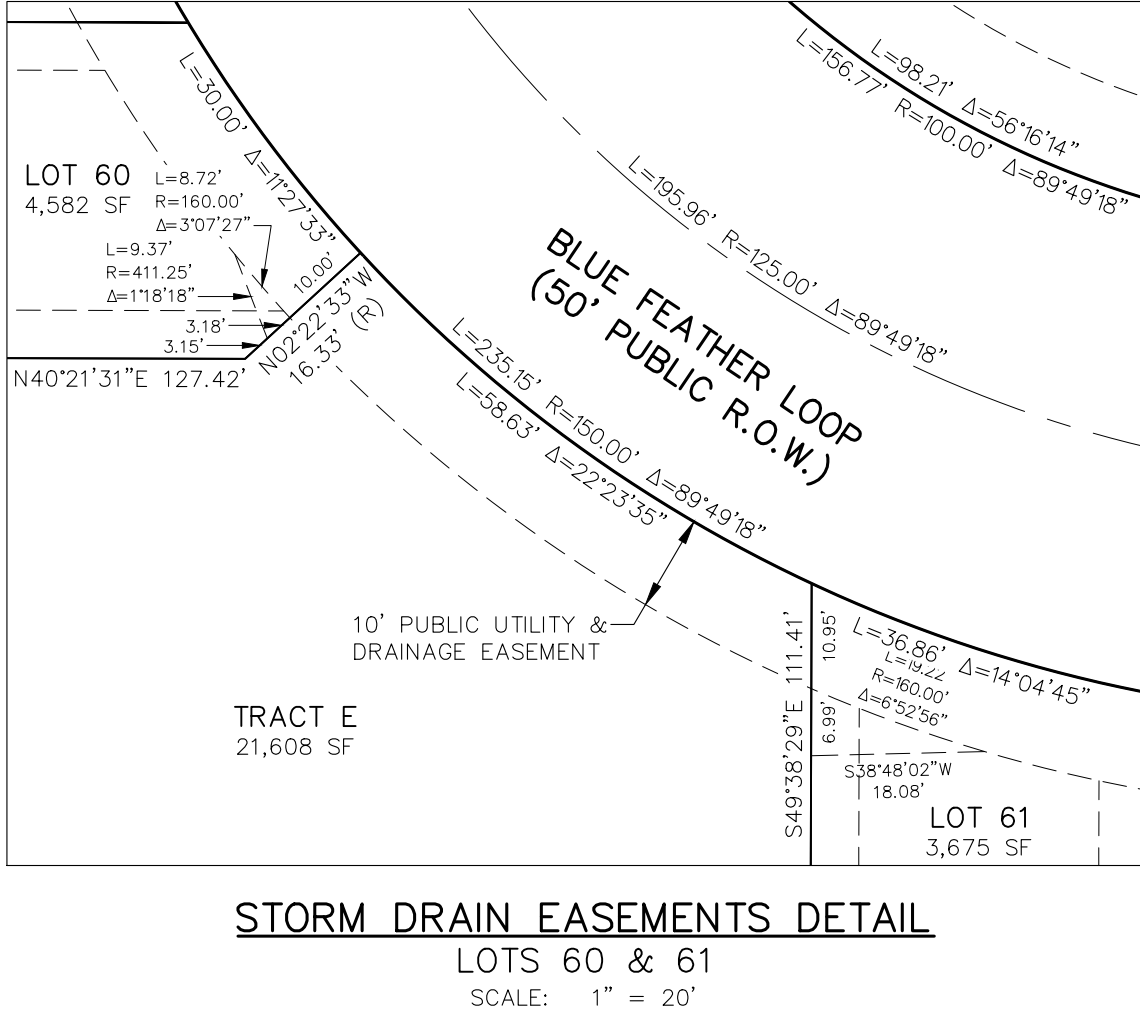 L=98.21' Δ=56°16'14"
L=156.77' R=100.00' Δ=89°49'18"
L=30.00' Δ=11°27'33"
LOT 60
4,582 SF
L=8.72'
R=160.00'
Δ=3°07'27"
L=9.37'
R=411.25'
Δ=1°18'18"
10.00'
3.18'
3.15'
N02°22'33"W
16.33' (R)
N40°21'31"E 127.42'
L=195.96' R=125.00' Δ=89°49'18"
BLUE FEATHER LOOP
(50' PUBLIC R.O.W.)
L=235.15' R=150.00' Δ=89°49'18"
L=58.63' Δ=22°23'35"
10' PUBLIC UTILITY &
DRAINAGE EASEMENT
TRACT E
21,608 SF
S49°38'29"E 111.41'
10.95'
6.99'
L=36.86' Δ=14°04'45"
L=19.22
R=160.00'
Δ=6°52'56"
S38°48'02"W
18.08'
LOT 61
3,675 SF
STORM DRAIN EASEMENTS DETAIL
LOTS 60 & 61
SCALE: 1" = 20'